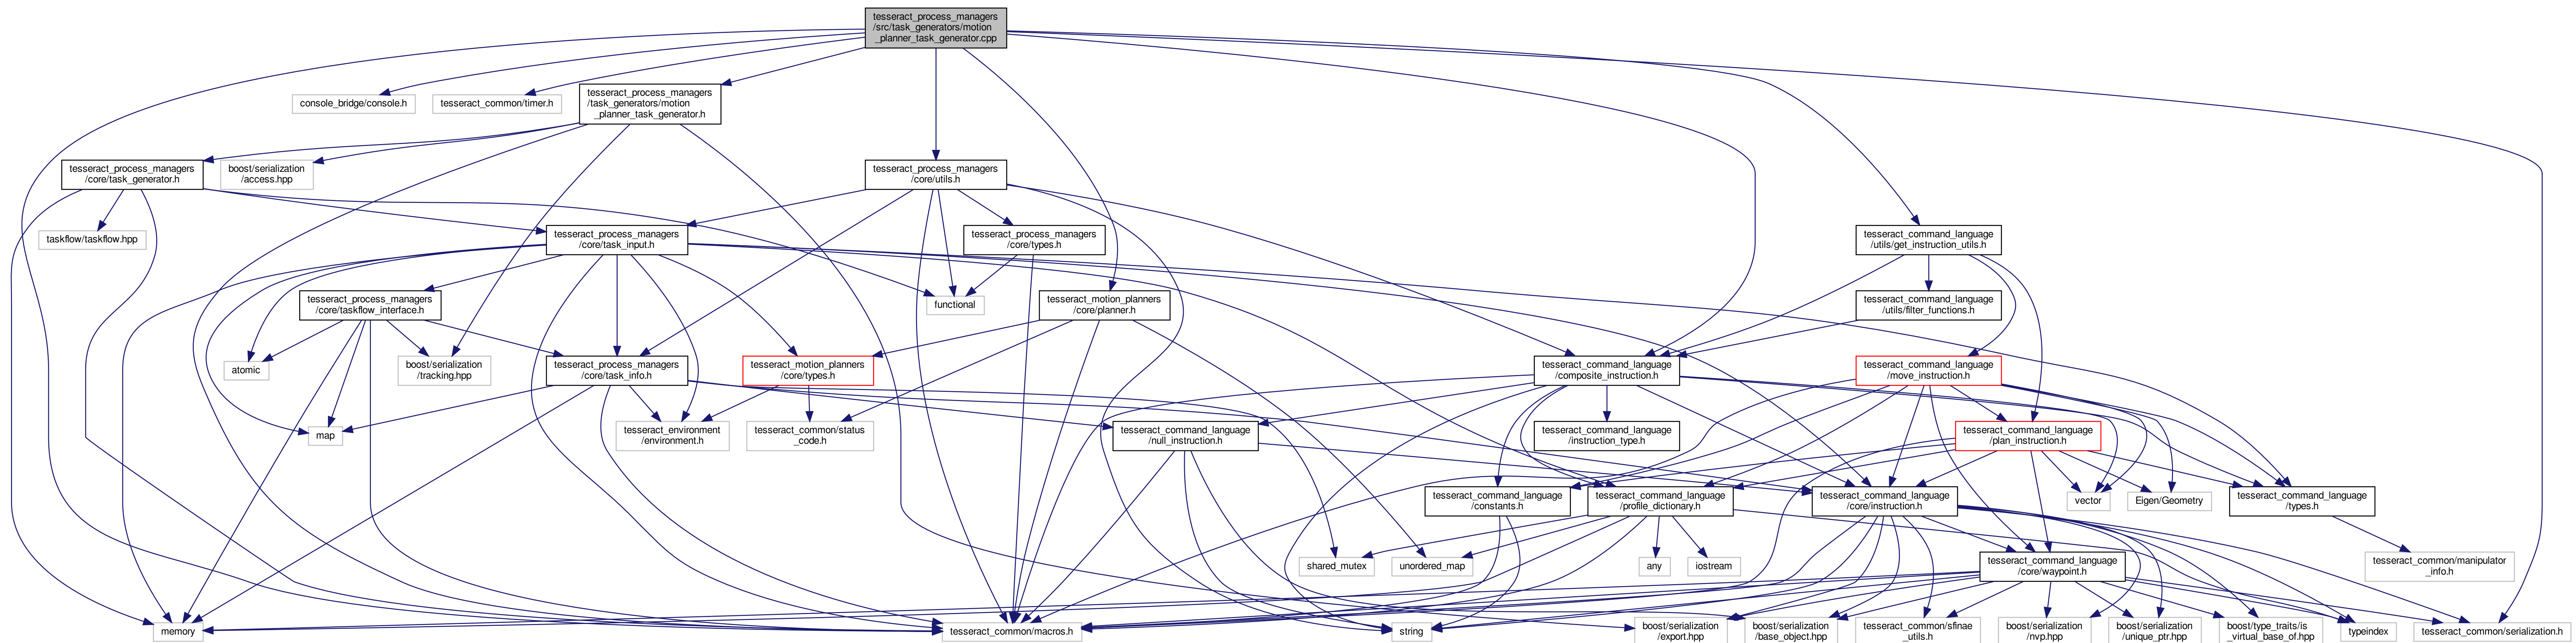 tesseract_process_managers
/src/task_generators/motion
_planner_task_generator.cpp
console_bridge/console.h
tesseract_common/timer.h
tesseract_process_managers
/task_generators/motion
_planner_task_generator.h
tesseract_process_managers
/core/task_generator.h
boost/serialization
/access.hpp
tesseract_process_managers
/core/utils.h
taskflow/taskflow.hpp
tesseract_process_managers
/core/task_input.h
tesseract_process_managers
/core/types.h
tesseract_command_language
/utils/get_instruction_utils.h
tesseract_process_managers
/core/taskflow_interface.h
functional
tesseract_motion_planners
/core/planner.h
tesseract_command_language
/utils/filter_functions.h
atomic
boost/serialization
/tracking.hpp
tesseract_process_managers
/core/task_info.h
tesseract_motion_planners
/core/types.h
tesseract_command_language
/composite_instruction.h
tesseract_command_language
/move_instruction.h
map
tesseract_environment
/environment.h
tesseract_common/status
_code.h
tesseract_command_language
/null_instruction.h
tesseract_command_language
/instruction_type.h
tesseract_command_language
/plan_instruction.h
tesseract_command_language
/constants.h
tesseract_command_language
/profile_dictionary.h
tesseract_command_language
/core/instruction.h
vector
Eigen/Geometry
tesseract_command_language
/types.h
shared_mutex
unordered_map
any
iostream
tesseract_command_language
/core/waypoint.h
tesseract_common/manipulator
_info.h
memory
tesseract_common/macros.h
string
boost/serialization
/export.hpp
boost/serialization
/base_object.hpp
tesseract_common/sfinae
_utils.h
boost/serialization
/nvp.hpp
boost/serialization
/unique_ptr.hpp
boost/type_traits/is
_virtual_base_of.hpp
typeindex
tesseract_common/serialization.h